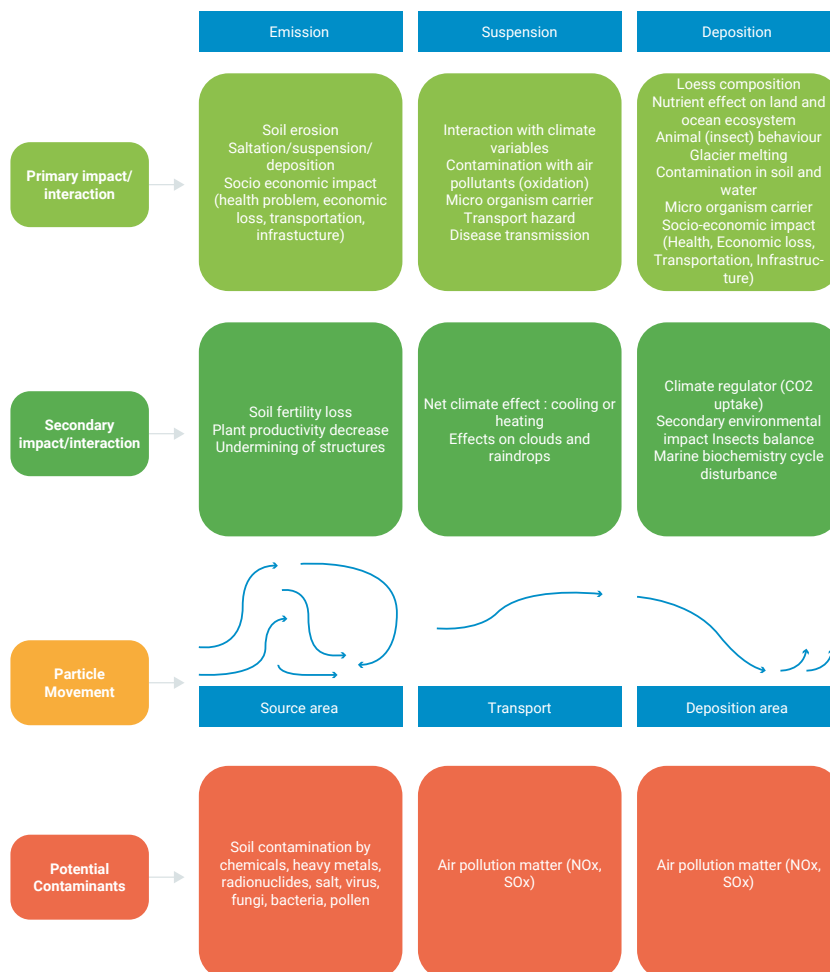 Emission
Suspension
Deposition
Primary impact/
interaction
Soil erosion
Saltation/suspension/
deposition
Socio economic impact
(health problem, economic
loss, transportation,
infrastucture)
Interaction with climate
variables
Contamination with air
pollutants (oxidation)
Micro organism carrier
Transport hazard
Disease transmission
Loess composition
Nutrient effect on land and
ocean ecosystem
Animal (insect) behaviour
Glacier melting
Contamination in soil and
water
Micro organism carrier
Socio-economic impact
(Health, Economic loss,
Transportation, Infrastruc-
ture)
Secondary
impact/interaction
Soil fertility loss
Plant productivity decrease
Undermining of structures
Net climate effect : cooling or
heating
Effects on clouds and
raindrops
Climate regulator (CO2
uptake)
Secondary environmental
impact Insects balance
Marine biochemistry cycle
disturbance
Particle
Movement
Source area
Transport
Deposition area
Potential
Contaminants
Soil contamination by
chemicals, heavy metals,
radionuclides, salt, virus,
fungi, bacteria, pollen
Air pollution matter (NOx,
SOx)
Air pollution matter (NOx,
SOx)